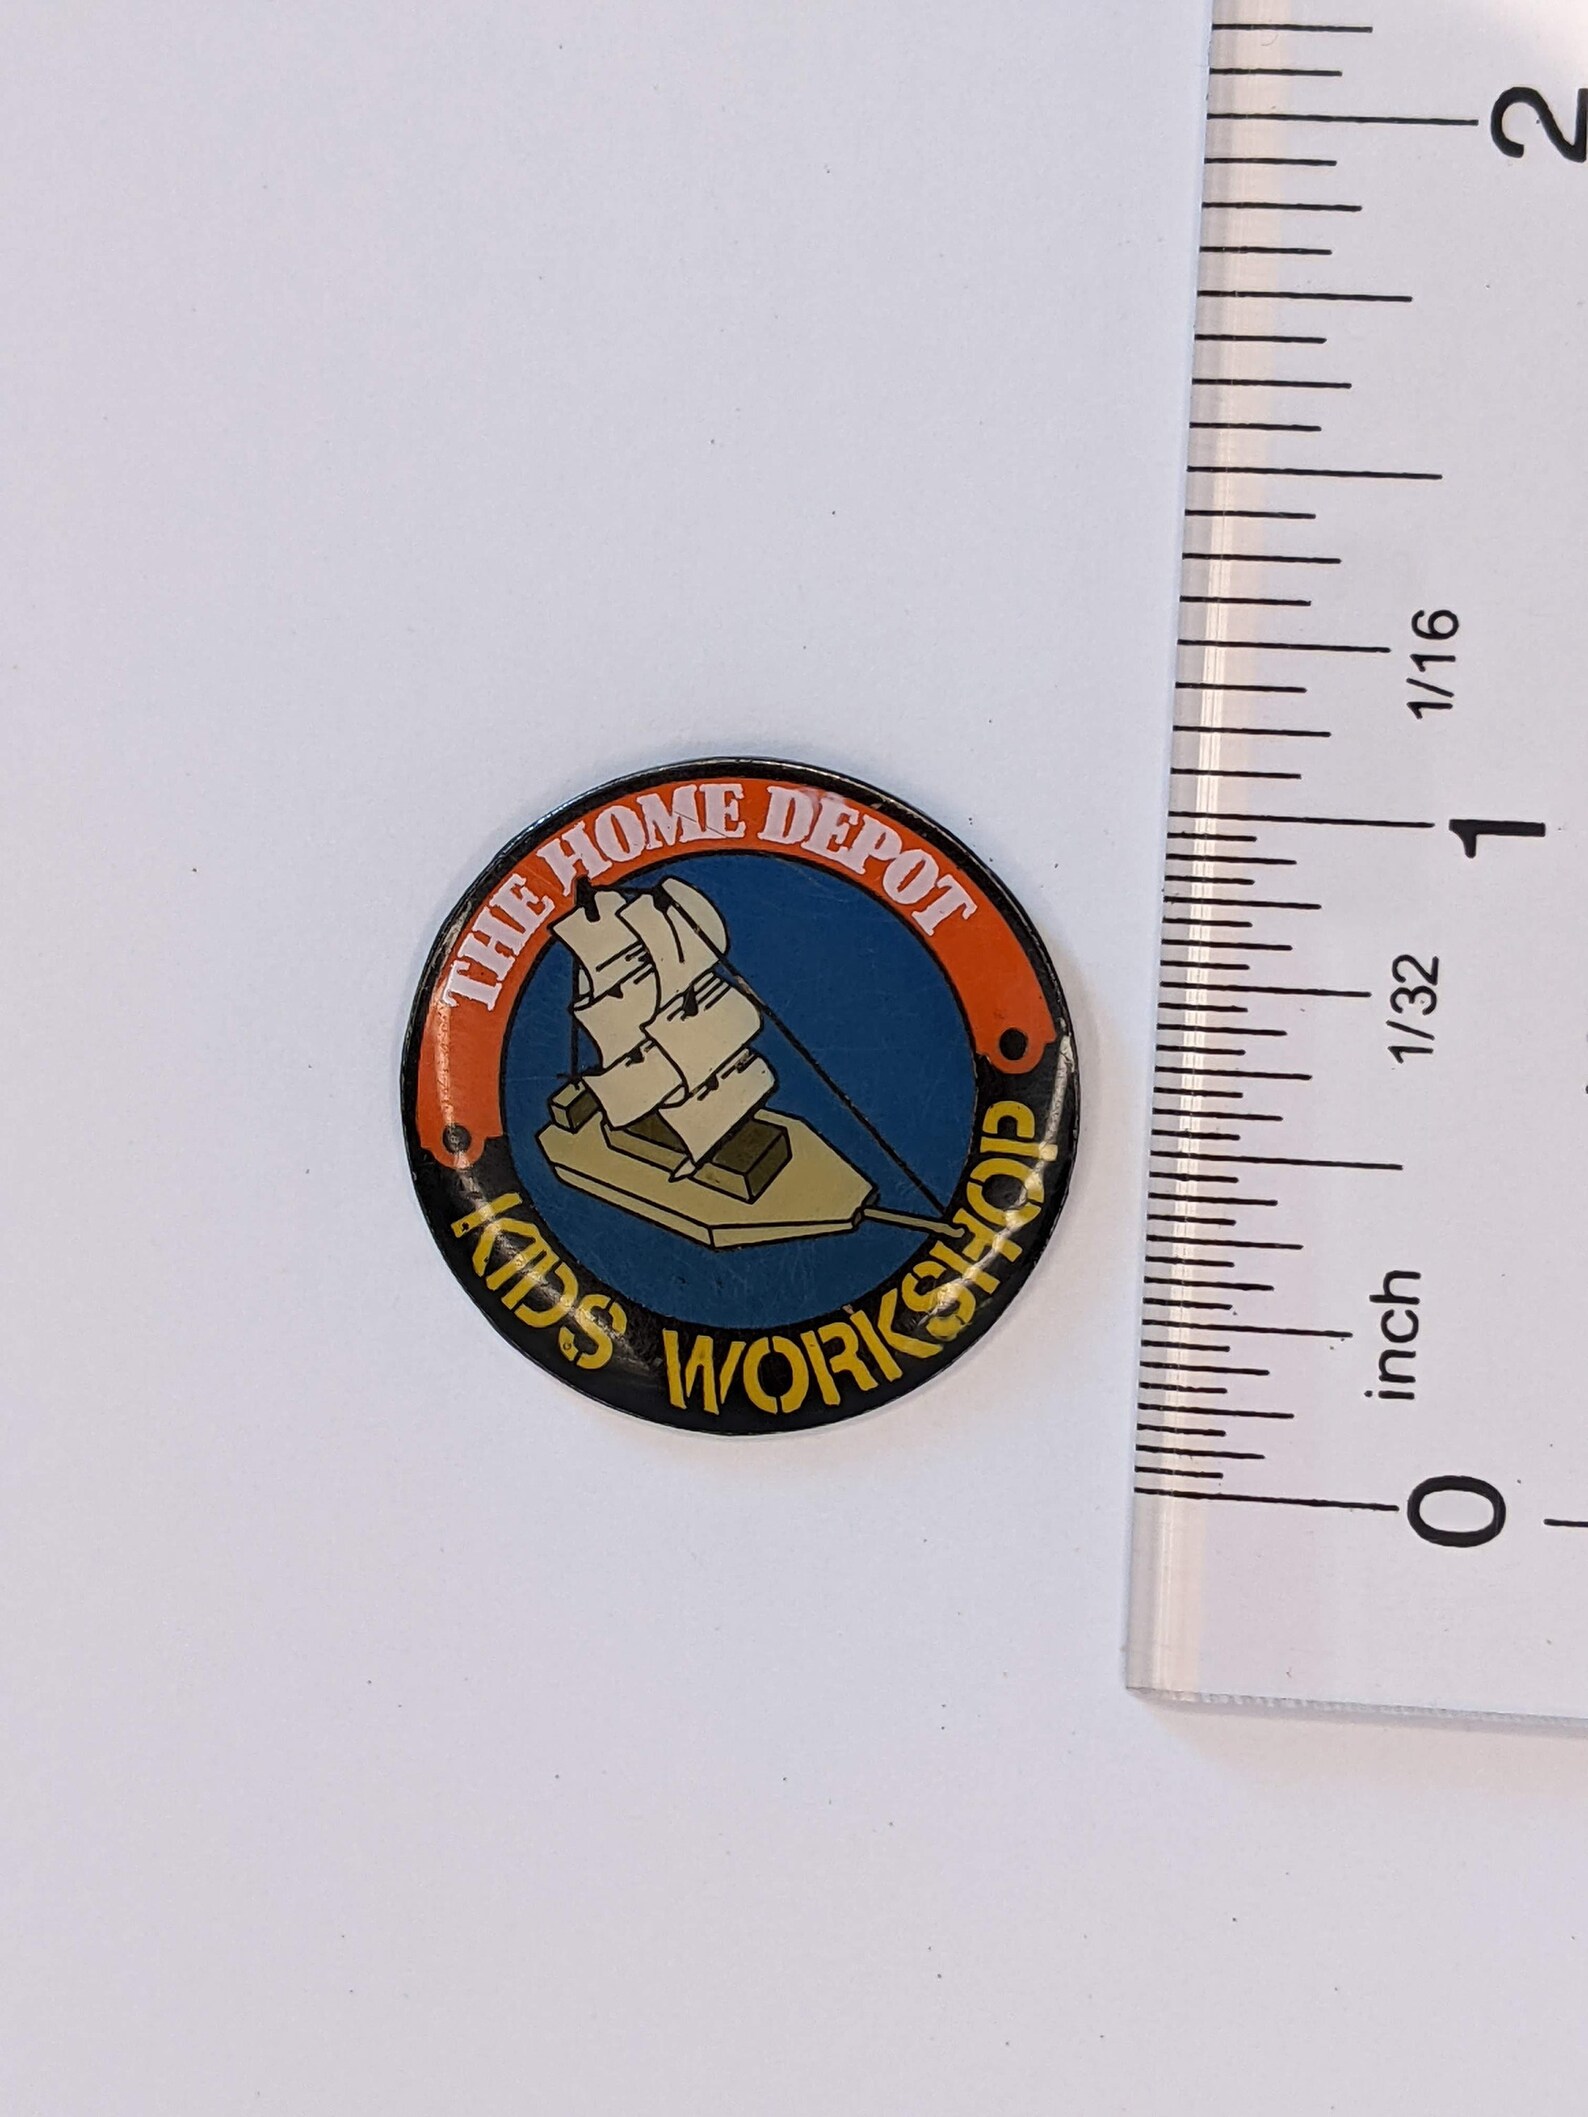 THE HOME DEPOT
KIDS WORKSHOP
2
1/16
1
1/32
inch
0